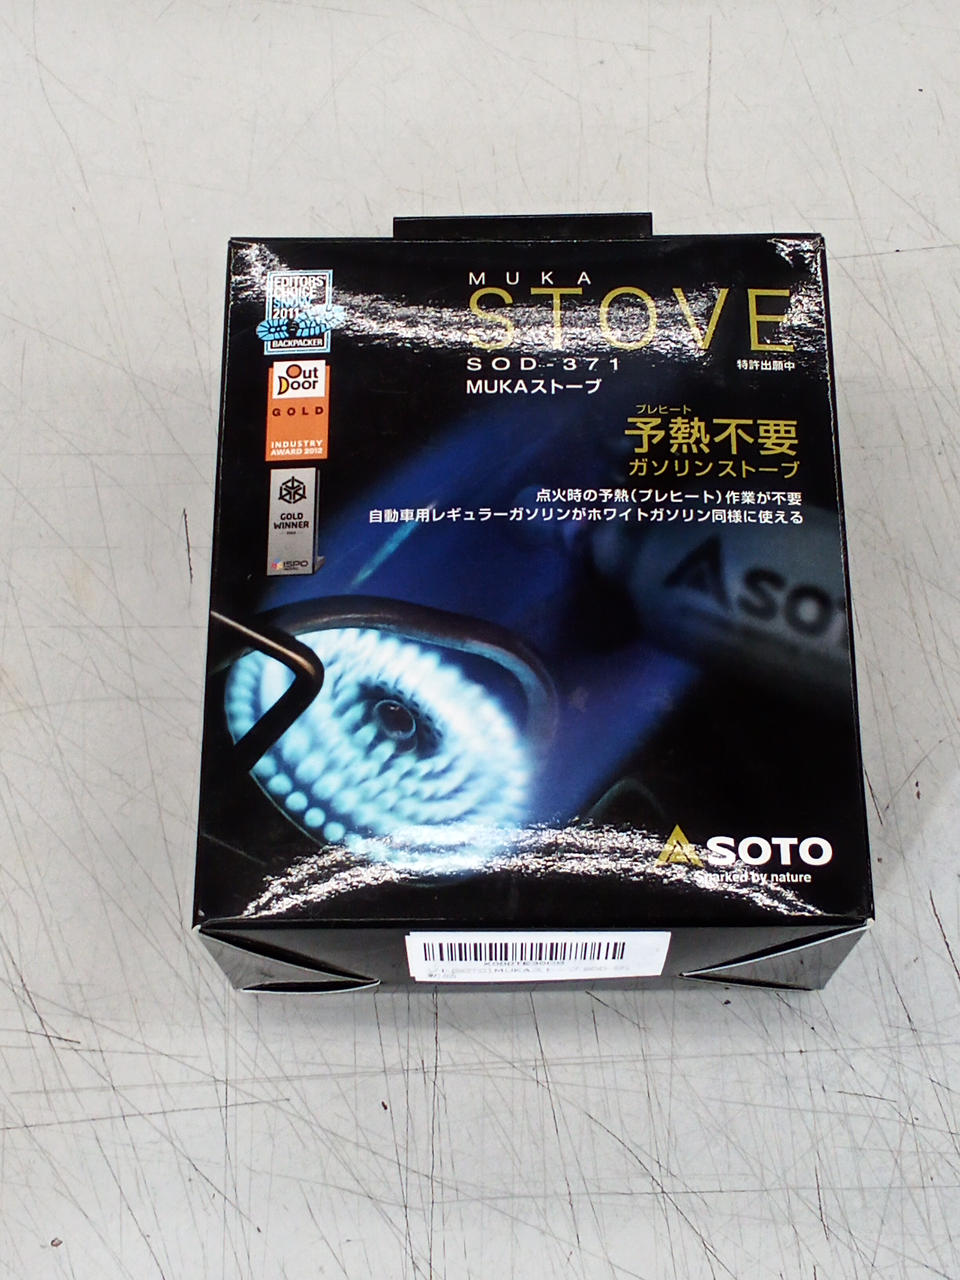 MUKA
STOVE
SOD-371
MUKAストーブ
特許出願中
プレヒート
予熱不要
ガソリンストーブ
点火時の予熱(プレヒート)作業が不要
自動車用レギュラーガソリンがホワイトガソリン同様に使える
EDITORS'
CHOICE
SNOW
2011
BACKPACKER
OutDoor
GOLD
INDUSTRY
AWARD 2012
GOLD
WINNER
ISPO
SOTO
SOTO
Sparked by nature